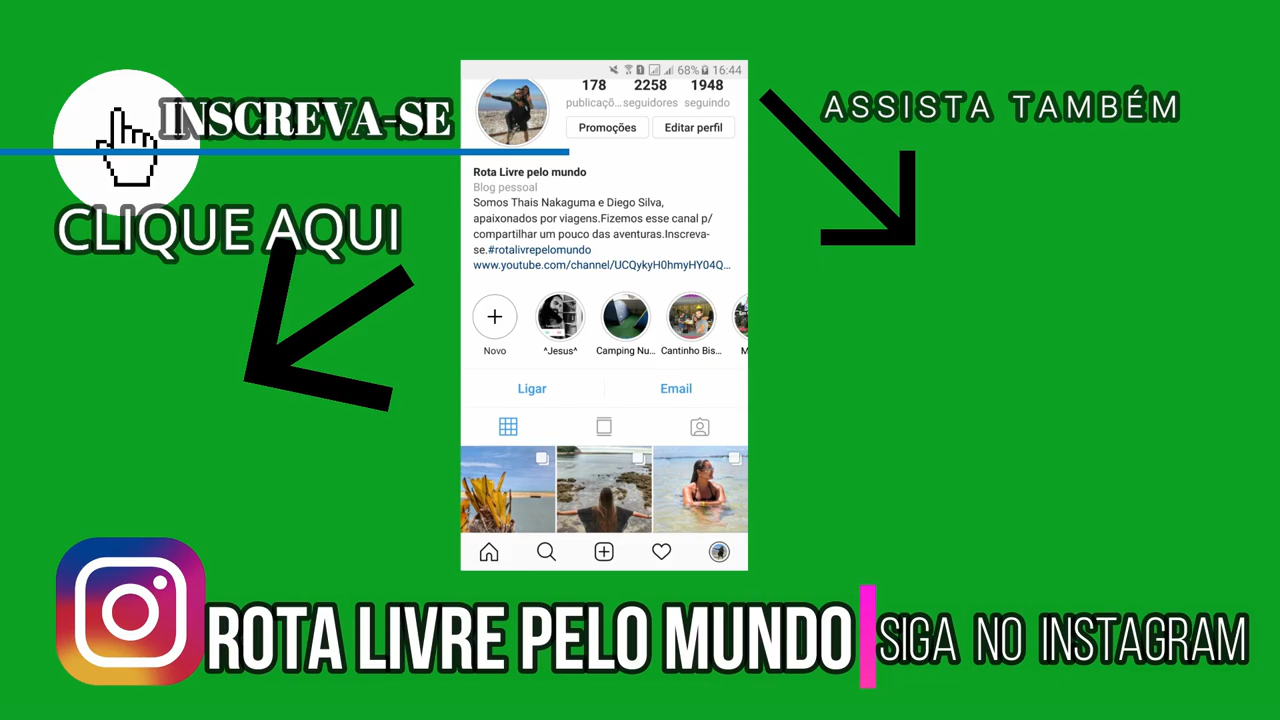 INSCREVA-SE
CLIQUE AQUI
68% 16:44
178 2258 1948
publicaçõ... seguidores seguindo
Promoções Editar perfil
Rota Livre pelo mundo
Blog pessoal
Somos Thais Nakaguma e Diego Silva,
apaixonados por viagens.Fizemos esse canal p/
compartilhar um pouco das aventuras.Inscreva-
se.#rotalivrepelomundo
www.youtube.com/channel/UCQykyH0hmyHY04Q...
Novo ^Jesus^ Camping Nu... Cantinho Bis... M
Ligar Email
ASSISTA TAMBÉM
ROTA LIVRE PELO MUNDO
SIGA NO INSTAGRAM